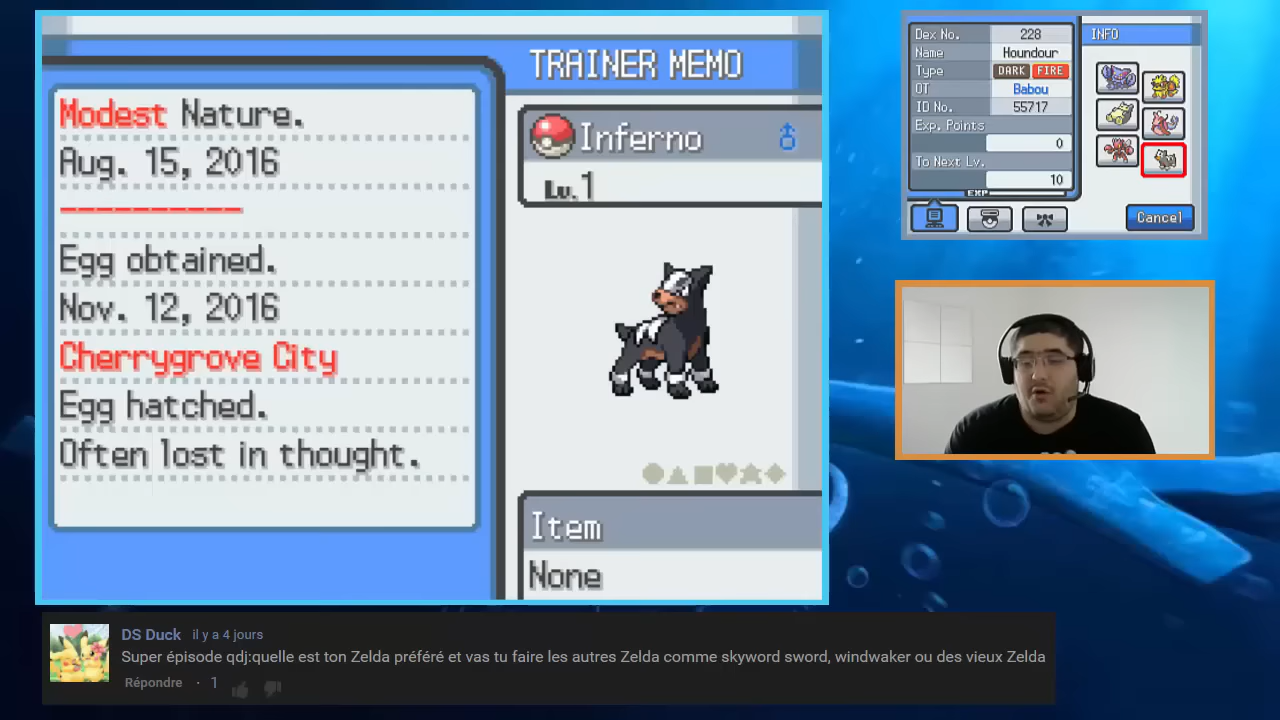 TRAINER MEMO
Modest Nature.
Aug. 15, 2016
----------
Egg obtained.
Nov. 12, 2016
Cherrygrove City
Egg hatched.
Often lost in thought.
Inferno ♂
Lv.1
Item
None
INFO
Dex No. 228
Name Houndour
Type DARK FIRE
OT Babou
ID No. 55717
Exp. Points
0
To Next Lv.
10
EXP
Cancel
DS Duck il y a 4 jours
Super épisode qdj:quelle est ton Zelda préféré et vas tu faire les autres Zelda comme skyword sword, windwaker ou des vieux Zelda
Répondre · 1